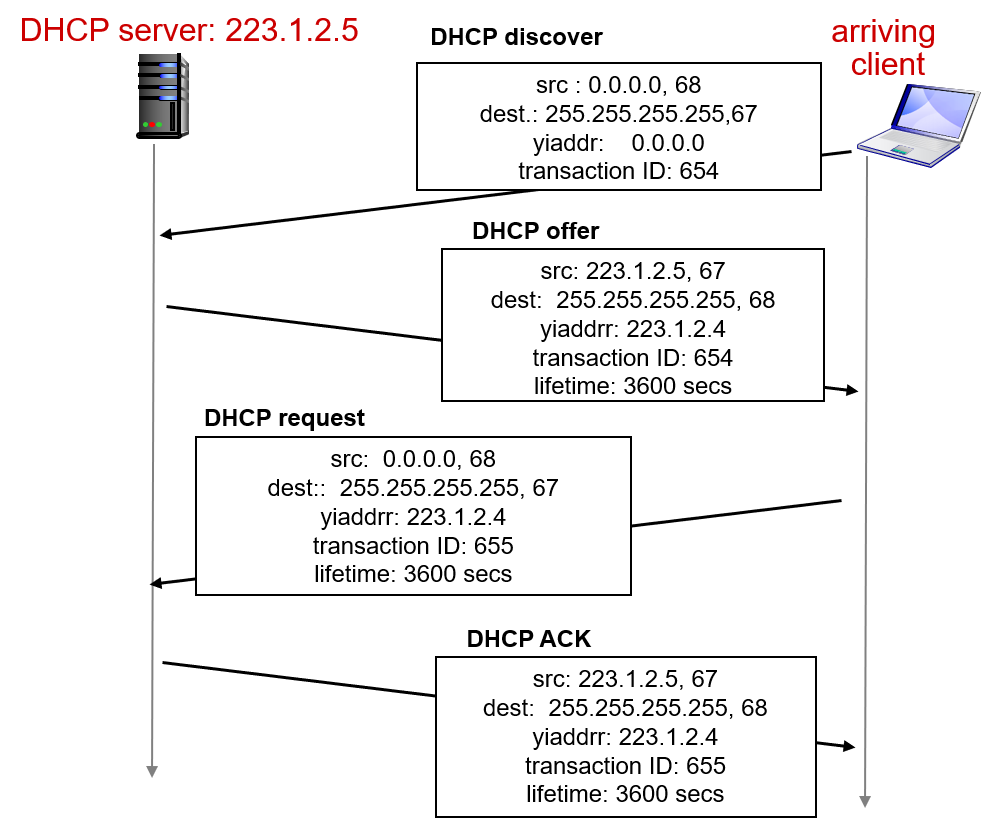 DHCP server: 223.1.2.5
arriving
client
DHCP discover
src : 0.0.0.0, 68
dest.: 255.255.255.255,67
yiaddr: 0.0.0.0
transaction ID: 654
DHCP offer
src: 223.1.2.5, 67
dest: 255.255.255.255, 68
yiaddrr: 223.1.2.4
transaction ID: 654
lifetime: 3600 secs
DHCP request
src: 0.0.0.0, 68
dest:: 255.255.255.255, 67
yiaddrr: 223.1.2.4
transaction ID: 655
lifetime: 3600 secs
DHCP ACK
src: 223.1.2.5, 67
dest: 255.255.255.255, 68
yiaddrr: 223.1.2.4
transaction ID: 655
lifetime: 3600 secs